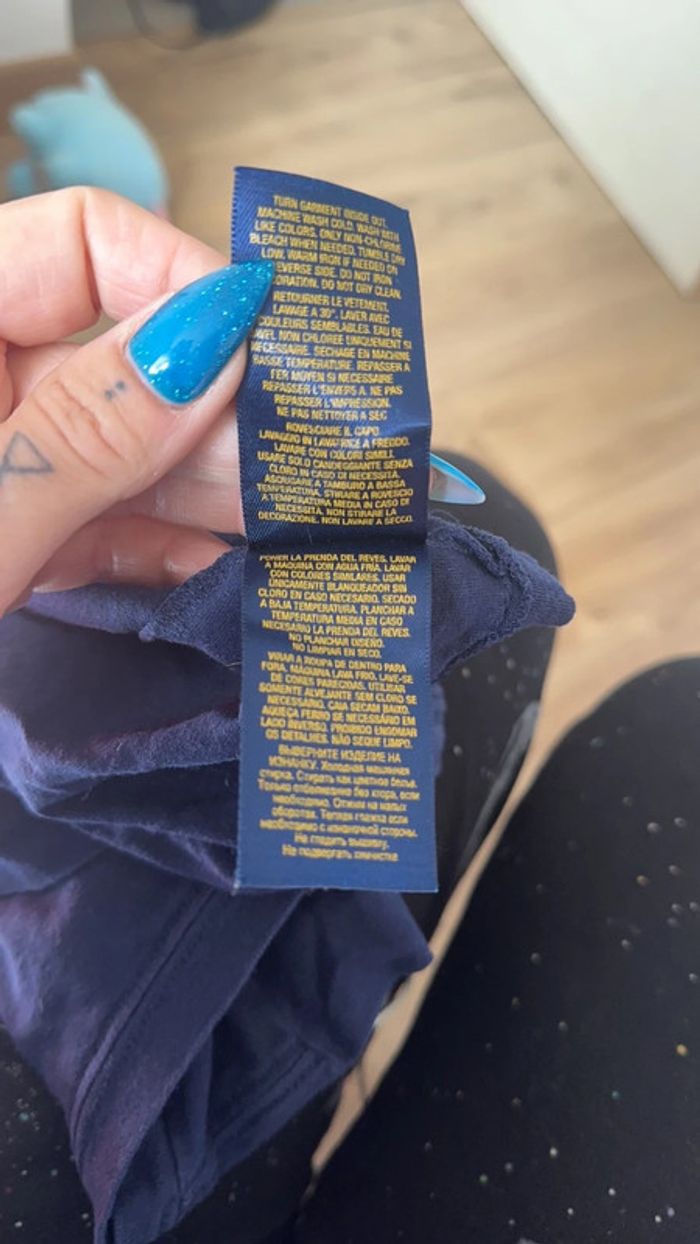 TURN GARMENT INSIDE OUT.
MACHINE WASH COLD. WASH WITH
LIKE COLORS. ONLY NON-CHLORINE
BLEACH WHEN NEEDED. TUMBLE DRY
LOW. WARM IRON IF NEEDED ON
EVERSE SIDE. DO NOT IRON
ORATION. DO NOT DRY CLEAN.
RETOURNER LE VETEMENT.
LAVAGE A 30°. LAVER AVEC
COULEURS SEMBLABLES. EAU DE
VEL NON CHLOREE UNIQUEMENT SI
NECESSAIRE. SECHAGE EN MACHINE
BASSE TEMPERATURE. REPASSER A
FER MOYEN SI NECESSAIRE
REPASSER L'ENVERS A. NE PAS
REPASSER L'IMPRESSION.
NE PAS NETTOYER A SEC
ROVESCIARE IL CAPO.
LAVAGGIO IN LAVATRICE A FREDDO.
LAVARE CON COLORI SIMILI.
USARE SOLO CANDEGGIANTE SENZA
CLORO IN CASO DI NECESSITA.
ASCIUGARE A TAMBURO A BASSA
TEMPERATURA. STIRARE A ROVESCIO
A TEMPERATURA MEDIA IN CASO DI
NECESSITA. NON STIRARE LA
DECORAZIONE. NON LAVARE A SECCO.
LA PRENDA DEL REVES. LAVAR
A MAQUINA CON AGUA FRIA. LAVAR
CON COLORES SIMILARES. USAR
UNICAMENTE BLANQUEADOR SIN
CLORO EN CASO NECESARIO. SECADO
A BAJA TEMPERATURA. PLANCHAR A
TEMPERATURA MEDIA EN CASO
NECESARIO LA PRENDA DEL REVES.
NO PLANCHAR DISEÑO.
NO LIMPIAR EN SECO.
VIRAR A ROUPA DE DENTRO PARA
FORA. MAQUINA LAVA FRIO. LAVE-SE
DE CORES PARECIDAS. UTILISAR
SOMENTE ALVEJANTE SEM CLORO SE
NECESSARIO. CAIA SECAM BAIXO.
AQUEÇA FERRO SE NECESSARIO EM
LADO INVERSO. PROIBIDO ENGOMAR
OS DETALHES. NÃO SEQUE LIMPO.
ВЫВЕРНИТЕ ИЗДЕЛИЕ НА
ИЗНАНКУ. Холодная машинная
стирка. Стирать как цветное белье.
Только отбеливание без хлора, если
необходимо. Отжим на малых
оборотах. Теплая глажка если
необходимо с изнаночной стороны.
Не гладить вышивку.
Не подвергать химчистке